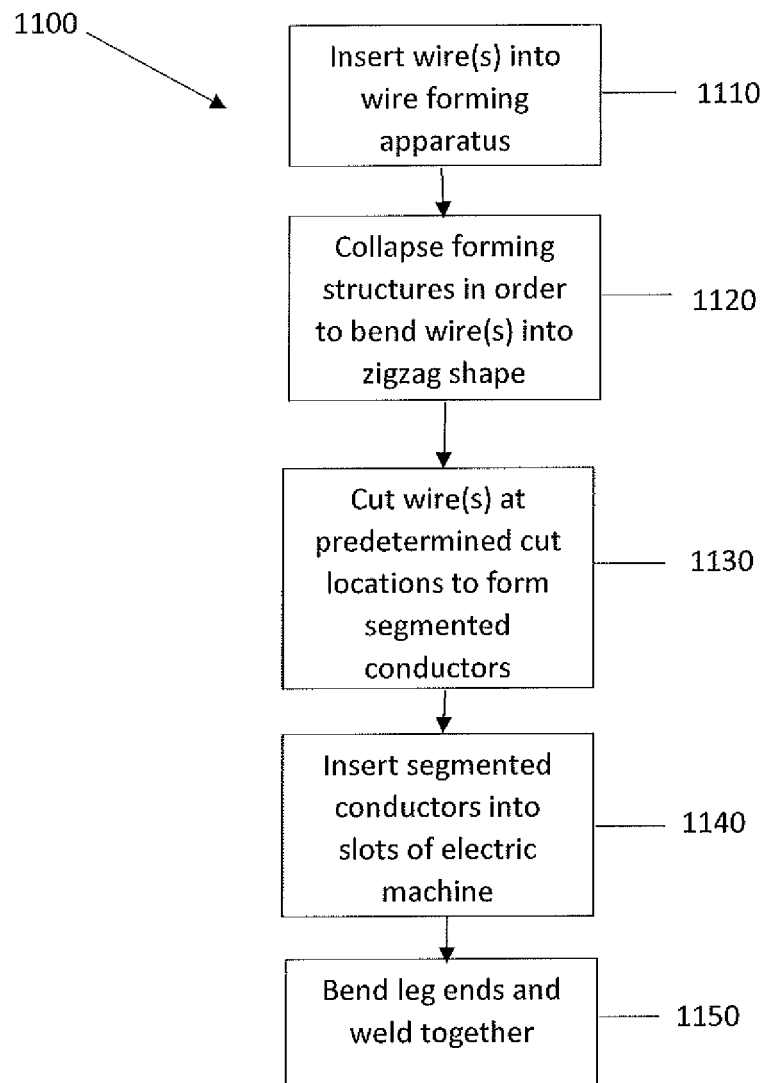 1100
Insert wire(s) into
wire forming
apparatus
1110
Collapse forming
structures in order
to bend wire(s) into
zigzag shape
1120
Cut wire(s) at
predetermined cut
locations to form
segmented
conductors
1130
Insert segmented
conductors into
slots of electric
machine
1140
Bend leg ends and
weld together
1150